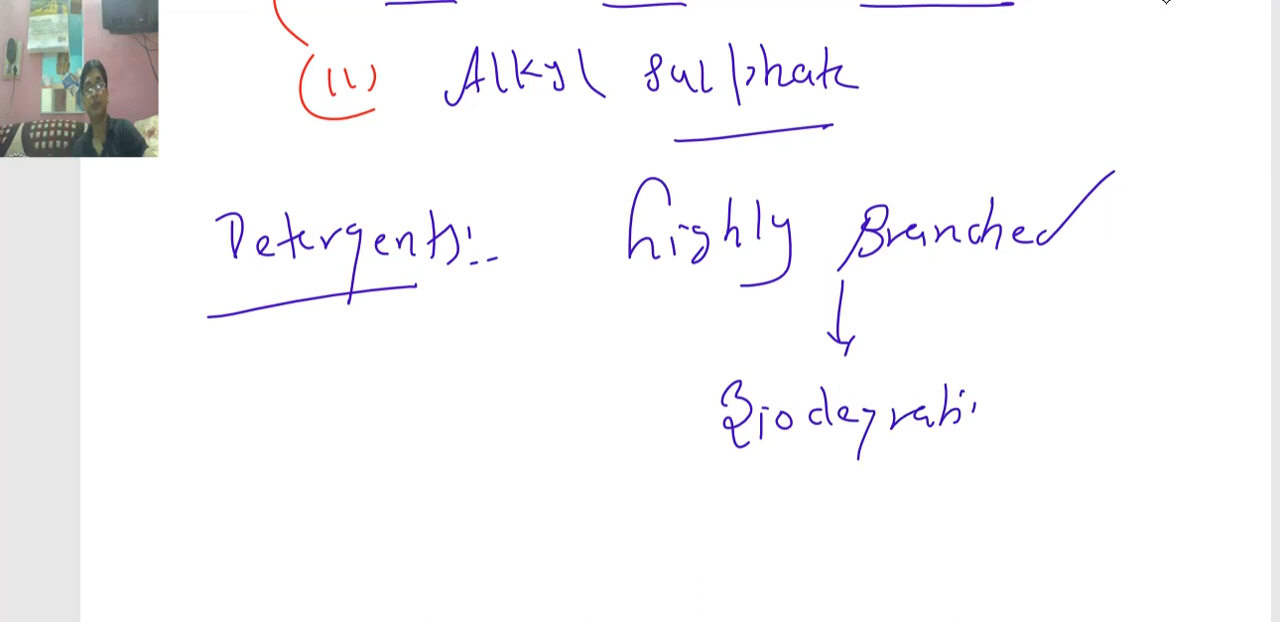 (ii) Alkyl Sulphate
Detergents:- highly Branched
Biodegrabi